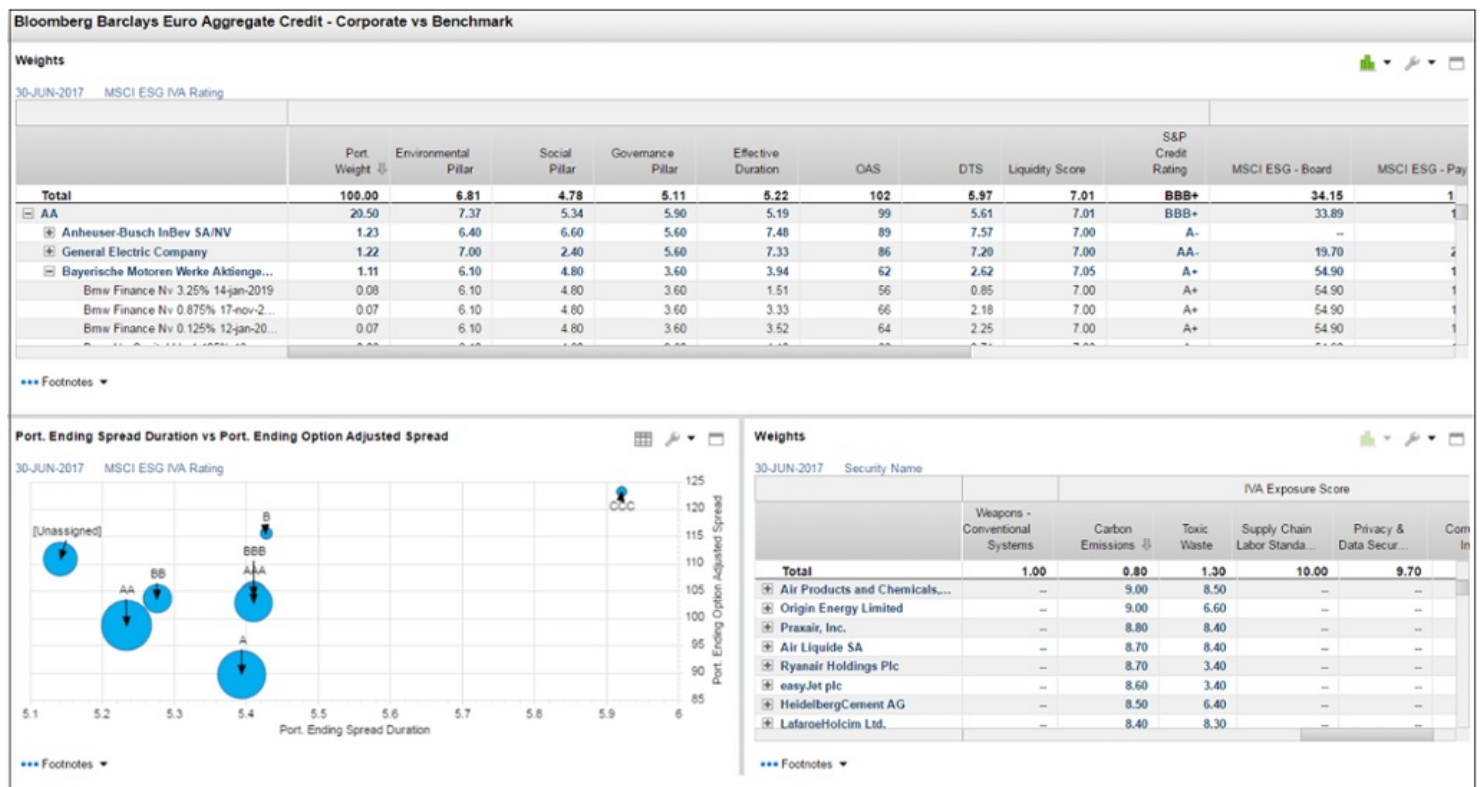 Bloomberg Barclays Euro Aggregate Credit - Corporate vs Benchmark
Weights
30-JUN-2017 MSCI ESG IVA Rating
Port. Weight Environmental Pillar Social Pillar Governance Pillar Effective Duration OAS DTS Liquidity Score S&P Credit Rating MSCI ESG - Board MSCI ESG - Pay
Total 100.00 6.81 4.78 5.11 5.22 102 5.97 7.01 BBB+ 34.15 1
AA 20.50 7.37 5.34 5.90 5.19 99 5.61 7.01 BBB+ 33.89 1
Anheuser-Busch InBev SA/NV 1.23 6.40 6.60 5.60 7.48 89 7.57 7.00 A- --
General Electric Company 1.22 7.00 2.40 5.60 7.33 86 7.20 7.00 AA- 19.70 2
Bayerische Motoren Werke Aktienge... 1.11 6.10 4.80 3.60 3.94 62 2.62 7.05 A+ 54.90 1
Bmw Finance Nv 3.25% 14-jan-2019 0.08 6.10 4.80 3.60 1.51 56 0.85 7.00 A+ 54.90 1
Bmw Finance Nv 0.875% 17-nov-2... 0.07 6.10 4.80 3.60 3.33 66 2.18 7.00 A+ 54.90 1
Bmw Finance Nv 0.125% 12-jan-20... 0.07 6.10 4.80 3.60 3.52 64 2.25 7.00 A+ 54.90 1
Footnotes
Port. Ending Spread Duration vs Port. Ending Option Adjusted Spread
30-JUN-2017 MSCI ESG IVA Rating
125
120
115
110
105
100
95
90
85
Port. Ending Option Adjusted Spread
CCC
B
[Unassigned]
BBB
AAA
BB
AA
A
5.1 5.2 5.3 5.4 5.5 5.6 5.7 5.8 5.9 6
Port. Ending Spread Duration
Footnotes
Weights
30-JUN-2017 Security Name
IVA Exposure Score
Weapons - Conventional Systems Carbon Emissions Toxic Waste Supply Chain Labor Standa... Privacy & Data Secur...
Total 1.00 0.80 1.30 10.00 9.70
Air Products and Chemicals,... -- 9.00 8.50 -- --
Origin Energy Limited -- 9.00 6.60 -- --
Praxair, Inc. -- 8.80 8.40 -- --
Air Liquide SA -- 8.70 8.40 -- --
Ryanair Holdings Plc -- 8.70 3.40 -- --
easyJet plc -- 8.60 3.40 -- --
HeidelbergCement AG -- 8.50 6.40 -- --
LafargeHolcim Ltd. -- 8.40 8.30 -- --
Footnotes